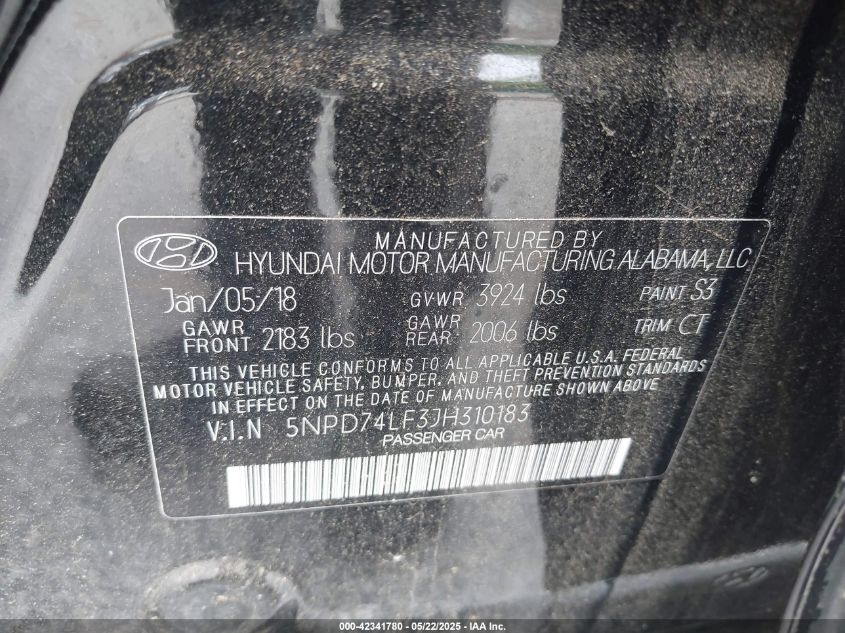 MANUFACTURED BY
HYUNDAI MOTOR MANUFACTURING ALABAMA, LLC
Jan/05/18 GVWR 3924 lbs PAINT S3
GAWR FRONT 2183 lbs GAWR REAR 2006 lbs TRIM CT
THIS VEHICLE CONFORMS TO ALL APPLICABLE U.S.A. FEDERAL
MOTOR VEHICLE SAFETY, BUMPER, AND THEFT PREVENTION STANDARDS
IN EFFECT ON THE DATE OF MANUFACTURE SHOWN ABOVE
V.I.N 5NPD74LF3JH310183
PASSENGER CAR
000-42341780 — 05/22/2025 — IAA Inc.